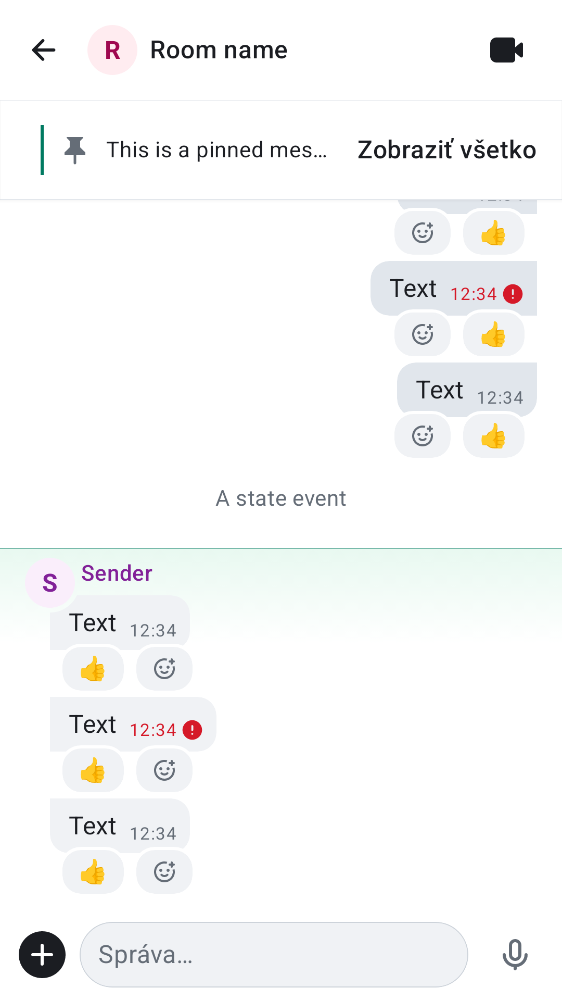 R Room name
This is a pinned mes… Zobraziť všetko
Text 12:34
Text 12:34
A state event
S Sender
Text 12:34
Text 12:34
Text 12:34
Správa…